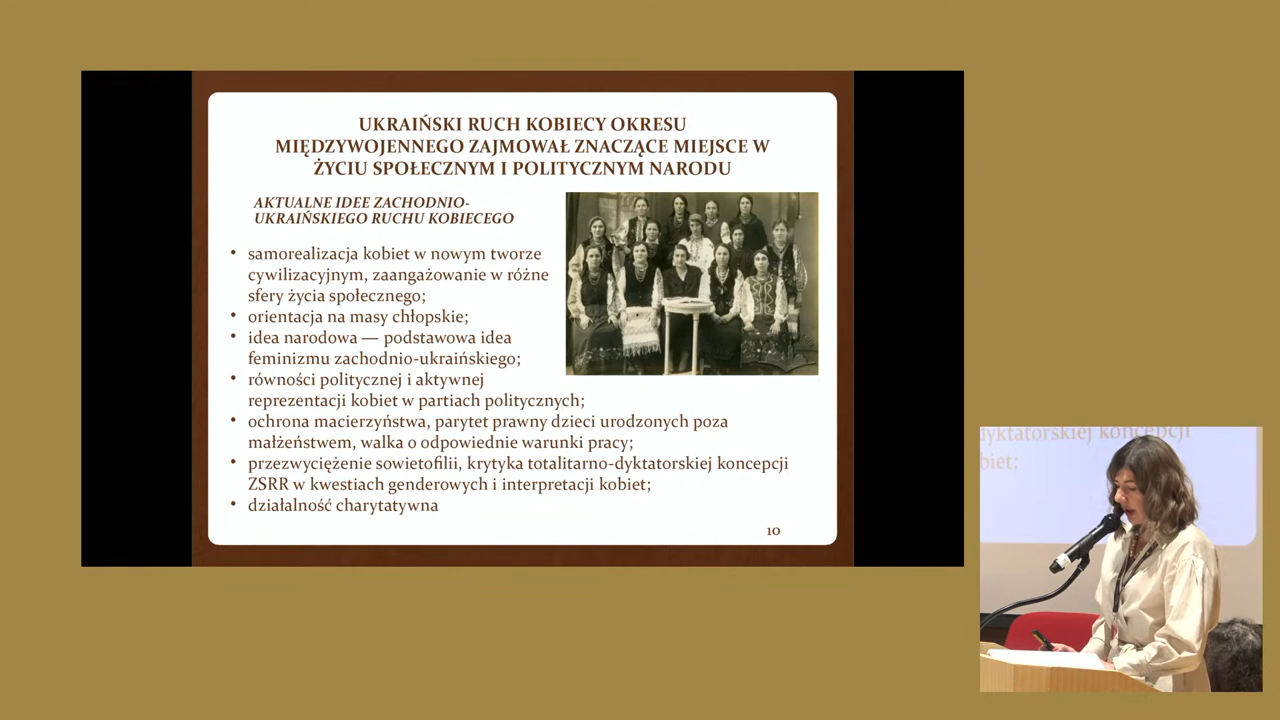 UKRAIŃSKI RUCH KOBIECY OKRESU
MIĘDZYWOJENNEGO ZAJMOWAŁ ZNACZĄCE MIEJSCE W
ŻYCIU SPOŁECZNYM I POLITYCZNYM NARODU
AKTUALNE IDEE ZACHODNIO-
UKRAIŃSKIEGO RUCHU KOBIECEGO
• samorealizacja kobiet w nowym tworze
cywilizacyjnym, zaangażowanie w różne
sfery życia społecznego;
• orientacja na masy chłopskie;
• idea narodowa — podstawowa idea
feminizmu zachodnio-ukraińskiego;
• równości politycznej i aktywnej
reprezentacji kobiet w partiach politycznych;
• ochrona macierzyństwa, parytet prawny dzieci urodzonych poza
małżeństwem, walka o odpowiednie warunki pracy;
• przezwyciężenie sowietofilii, krytyka totalitarno-dyktatorskiej koncepcji
ZSRR w kwestiach genderowych i interpretacji kobiet;
• działalność charytatywna
10
dyktatorskiej koncepcji
biet;